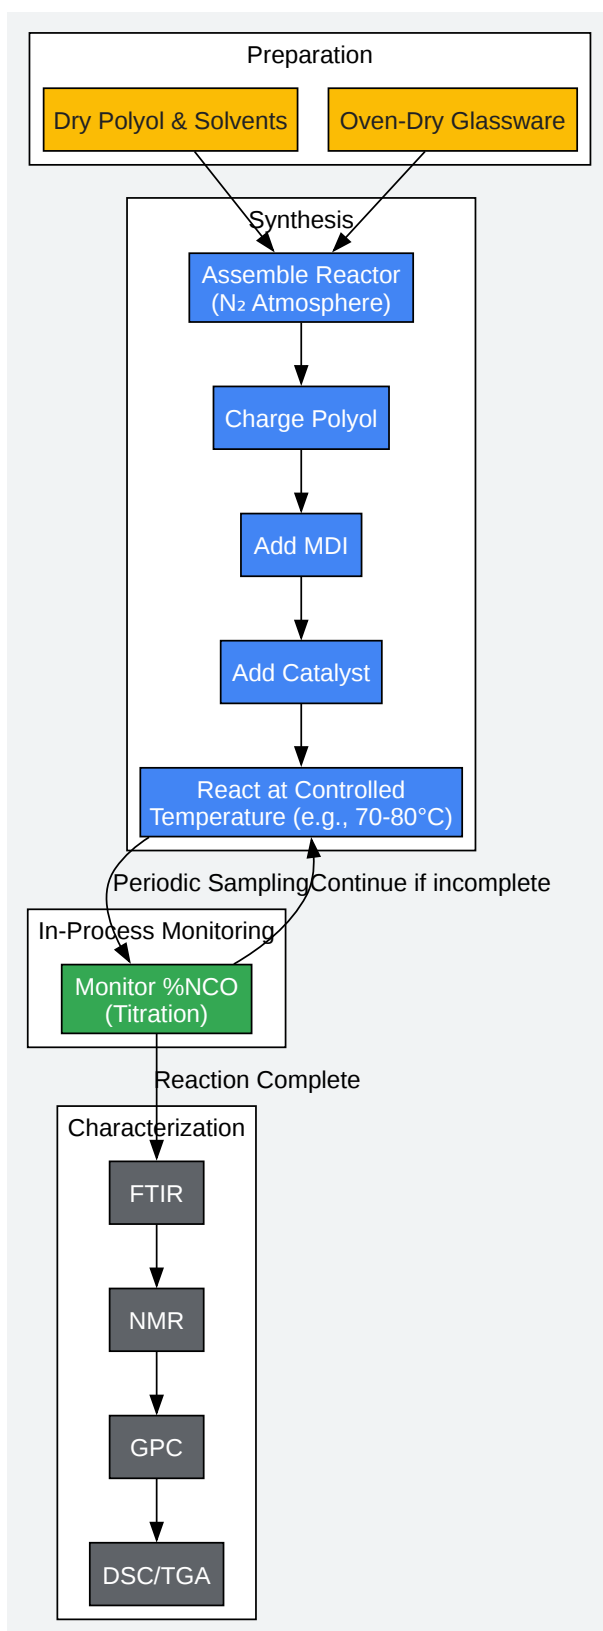 Preparation
Dry Polyol & Solvents
Oven-Dry Glassware
Synthesis
Assemble Reactor
(N₂ Atmosphere)
Charge Polyol
Add MDI
Add Catalyst
React at Controlled
Temperature (e.g., 70-80°C)
Periodic Sampling
Continue if incomplete
In-Process Monitoring
Monitor %NCO
(Titration)
Reaction Complete
Characterization
FTIR
NMR
GPC
DSC/TGA